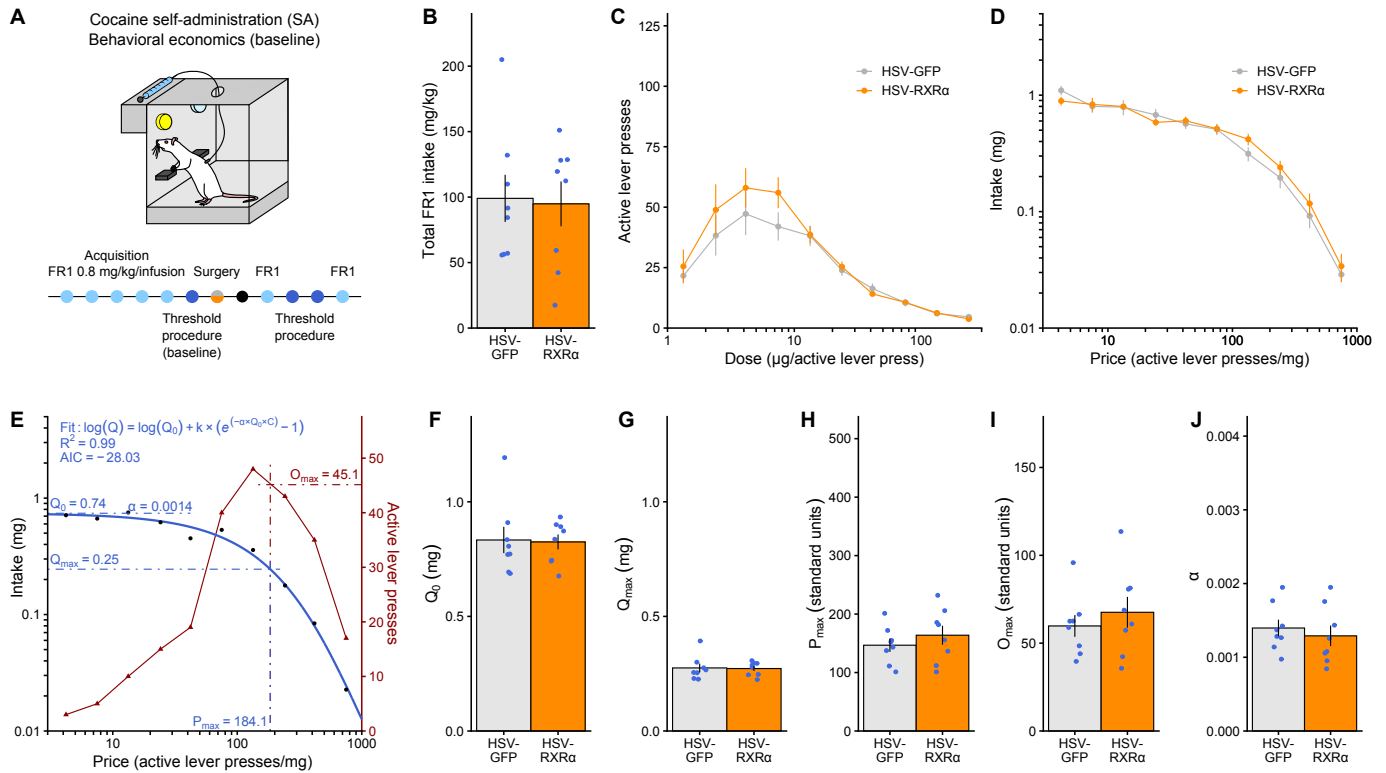 A
Cocaine self-administration (SA)
Behavioral economics (baseline)
Acquisition
FR1 0.8 mg/kg/infusion
Surgery
FR1
FR1
Threshold
procedure
(baseline)
Threshold
procedure
B
Total FR1 intake (mg/kg)
200
150
100
50
0
HSV-
GFP
HSV-
RXRα
C
Active lever presses
125
100
75
50
25
0
HSV-GFP
HSV-RXRα
1
10
100
Dose (µg/active lever press)
D
Intake (mg)
1
0.1
0.01
HSV-GFP
HSV-RXRα
10
100
1000
Price (active lever presses/mg)
E
Fit : log(Q) = log(Q₀) + k × (e^(−α×Q₀×C) − 1)
R² = 0.99
AIC = −28.03
Q₀ = 0.74
α = 0.0014
Qmax = 0.25
Omax = 45.1
Pmax = 184.1
Intake (mg)
1
0.1
0.01
10
100
1000
Price (active lever presses/mg)
50
40
30
20
10
0
Active lever presses
F
Q₀ (mg)
1.0
0.5
0.0
HSV-
GFP
HSV-
RXRα
G
Qmax (mg)
1.0
0.5
0.0
HSV-
GFP
HSV-
RXRα
H
Pmax (standard units)
500
400
300
200
100
0
HSV-
GFP
HSV-
RXRα
I
Omax (standard units)
150
100
50
0
HSV-
GFP
HSV-
RXRα
J
α
0.004
0.003
0.002
0.001
0.000
HSV-
GFP
HSV-
RXRα